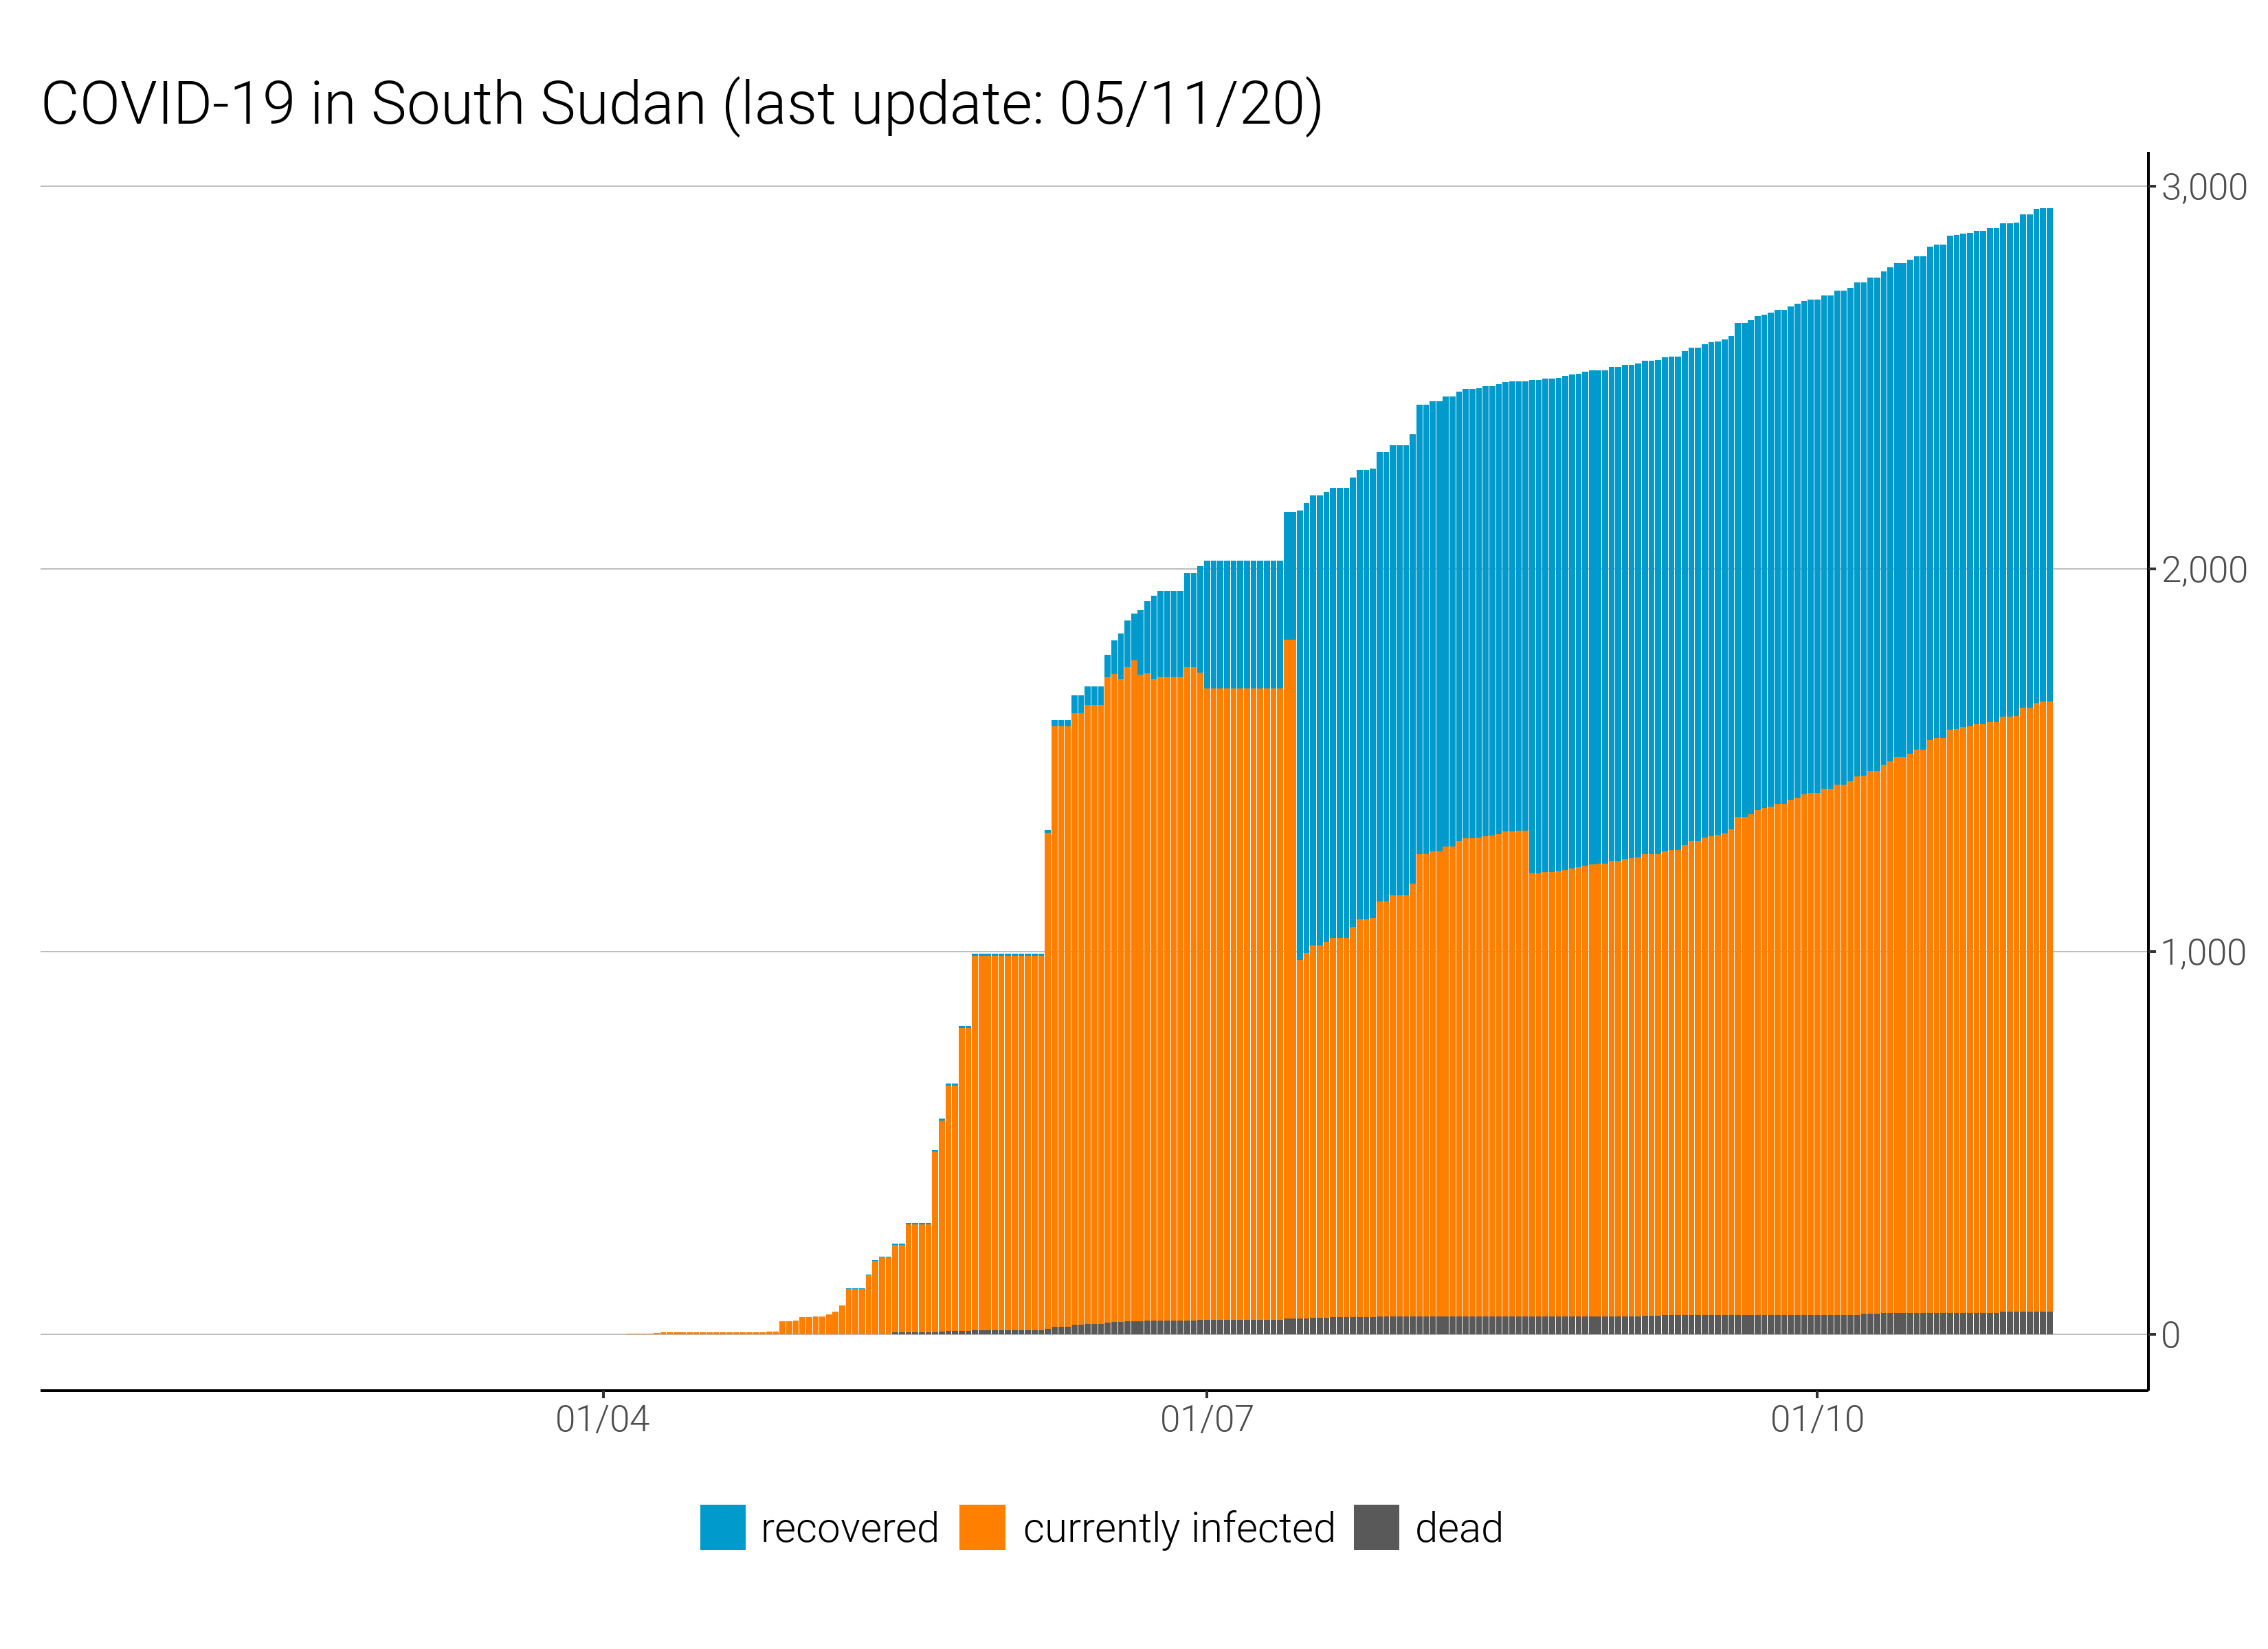 COVID-19 in South Sudan (last update: 05/11/20)
3,000
2,000
1,000
0
01/04 01/07 01/10
recovered currently infected dead